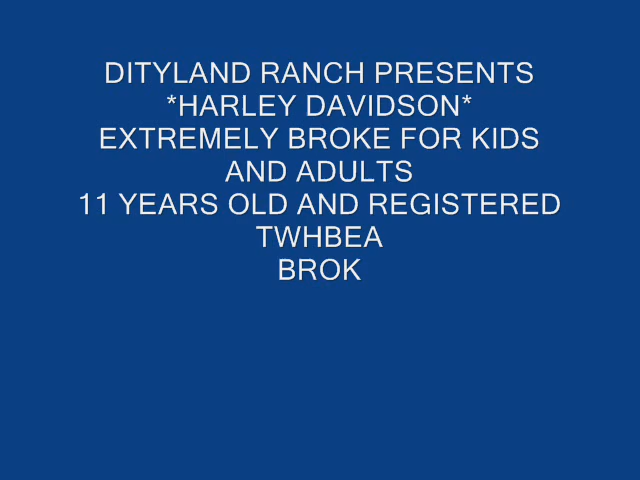 DITYLAND RANCH PRESENTS
*HARLEY DAVIDSON*
EXTREMELY BROKE FOR KIDS
AND ADULTS
11 YEARS OLD AND REGISTERED
TWHBEA
BROK